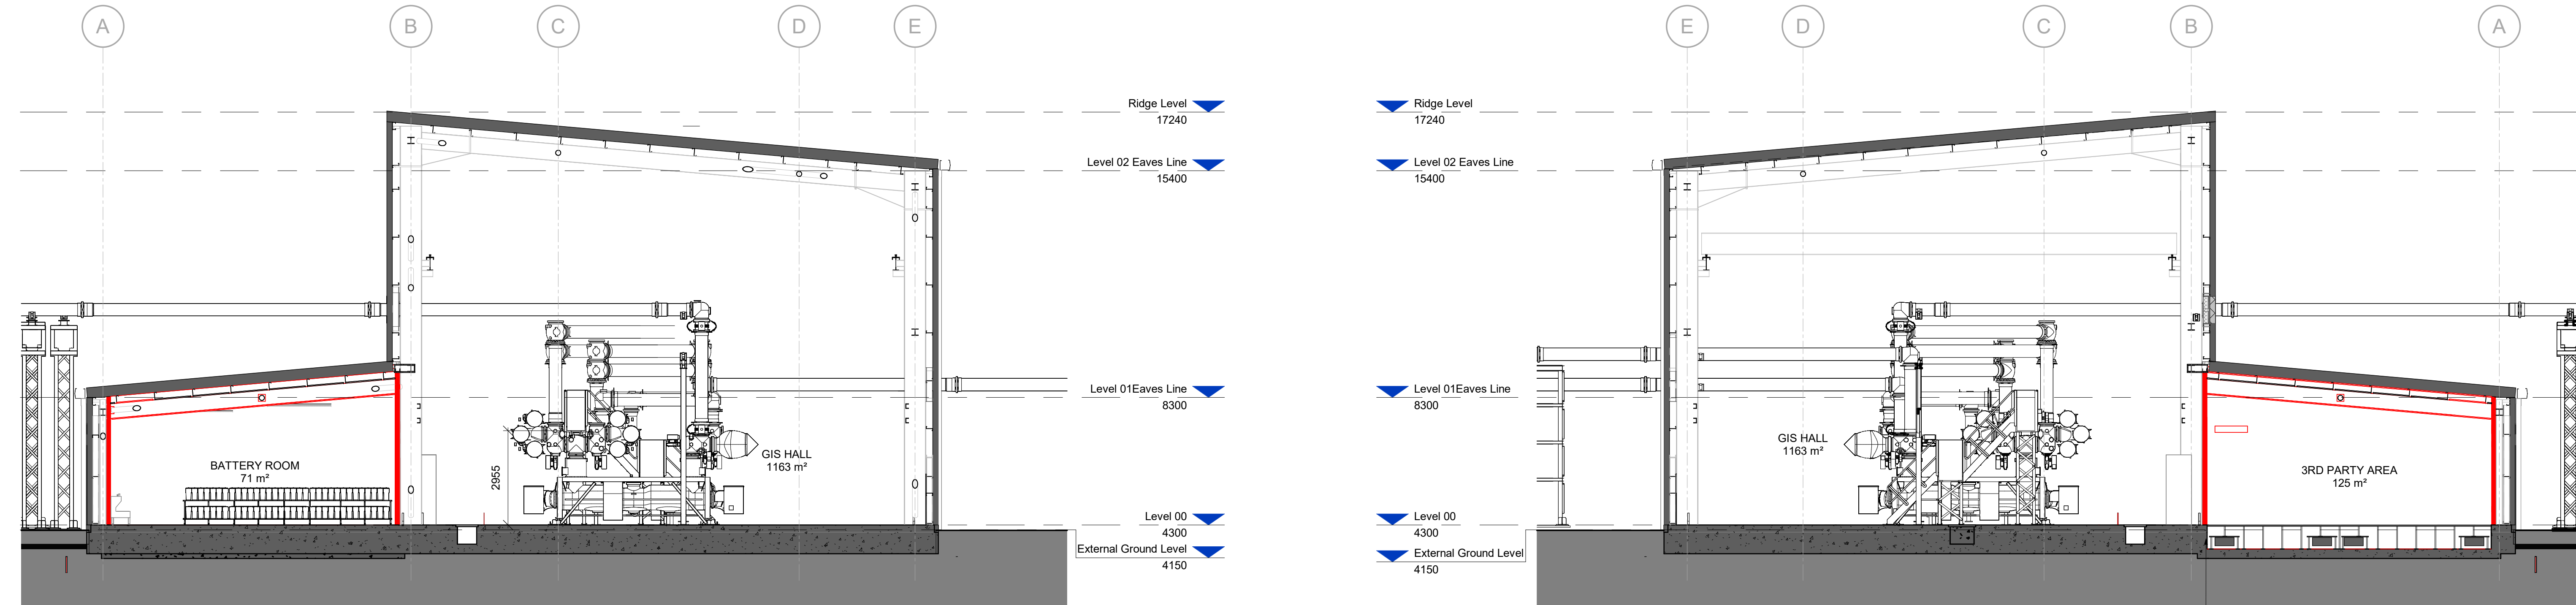 A
B
C
D
E
E
D
C
B
A
Ridge Level
17240
Ridge Level
17240
Level 02 Eaves Line
15400
Level 02 Eaves Line
15400
Level 01Eaves Line
8300
Level 01Eaves Line
8300
BATTERY ROOM
71 m²
2955
GIS HALL
1163 m²
GIS HALL
1163 m²
3RD PARTY AREA
125 m²
Level 00
4300
Level 00
4300
External Ground Level
4150
External Ground Level
4150